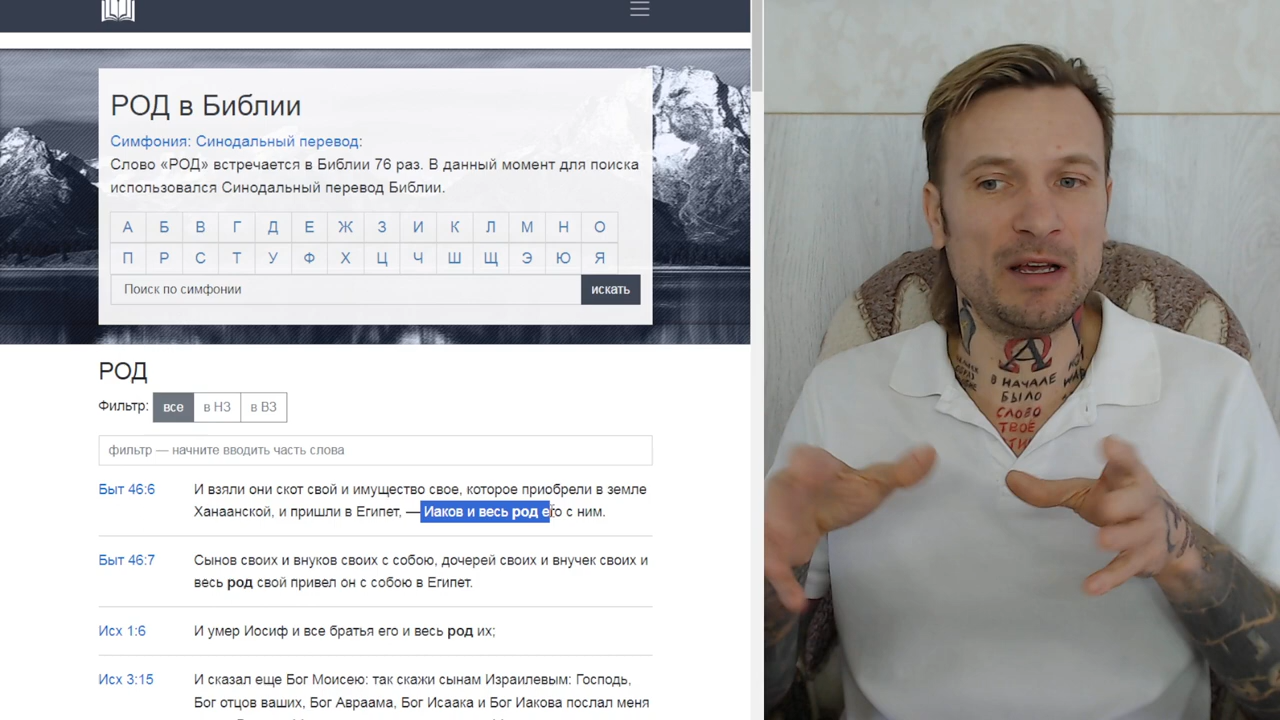 РОД в Библии
Симфония: Синодальный перевод:
Слово «РОД» встречается в Библии 76 раз. В данный момент для поиска
использовался Синодальный перевод Библии.
А Б В Г Д Е Ж З И К Л М Н О
П Р С Т У Ф Х Ц Ч Ш Щ Э Ю Я
Поиск по симфонии искать
РОД
Фильтр: все в НЗ в ВЗ
фильтр — начните вводить часть слова
Быт 46:6 И взяли они скот свой и имущество свое, которое приобрели в земле
Ханаанской, и пришли в Египет, — Иаков и весь род его с ним.
Быт 46:7 Сынов своих и внуков своих с собою, дочерей своих и внучек своих и
весь род свой привел он с собою в Египет.
Исх 1:6 И умер Иосиф и все братья его и весь род их;
Исх 3:15 И сказал еще Бог Моисею: так скажи сынам Израилевым: Господь,
Бог отцов ваших, Бог Авраама, Бог Исаака и Бог Иакова послал меня
В НАЧАЛЕ
БЫЛО
СЛОВО
ТВОЁ